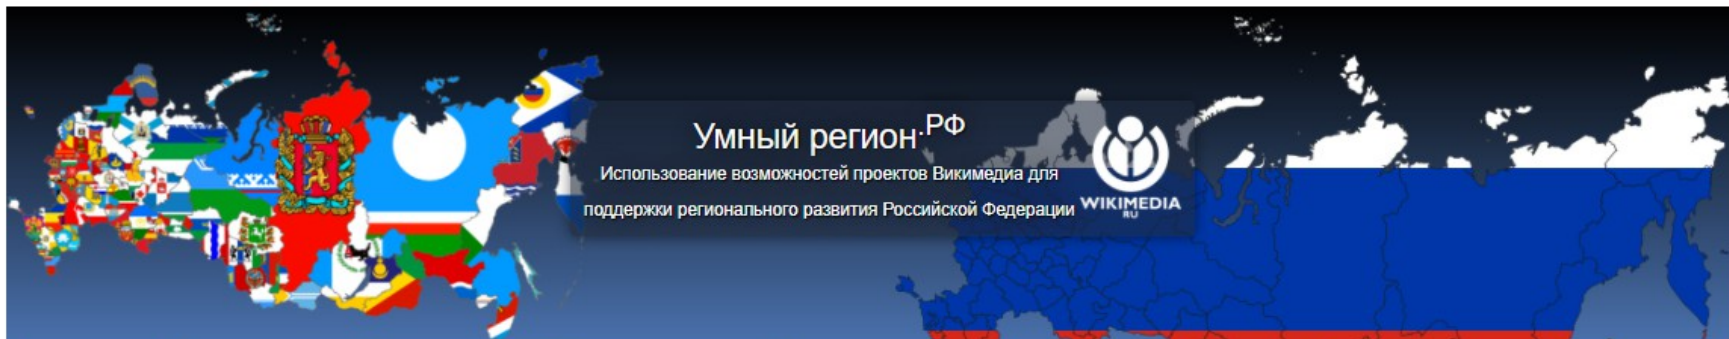 Умный регион.РФ
Использование возможностей проектов Викимедиа для
поддержки регионального развития Российской Федерации
WIKIMEDIA
RU